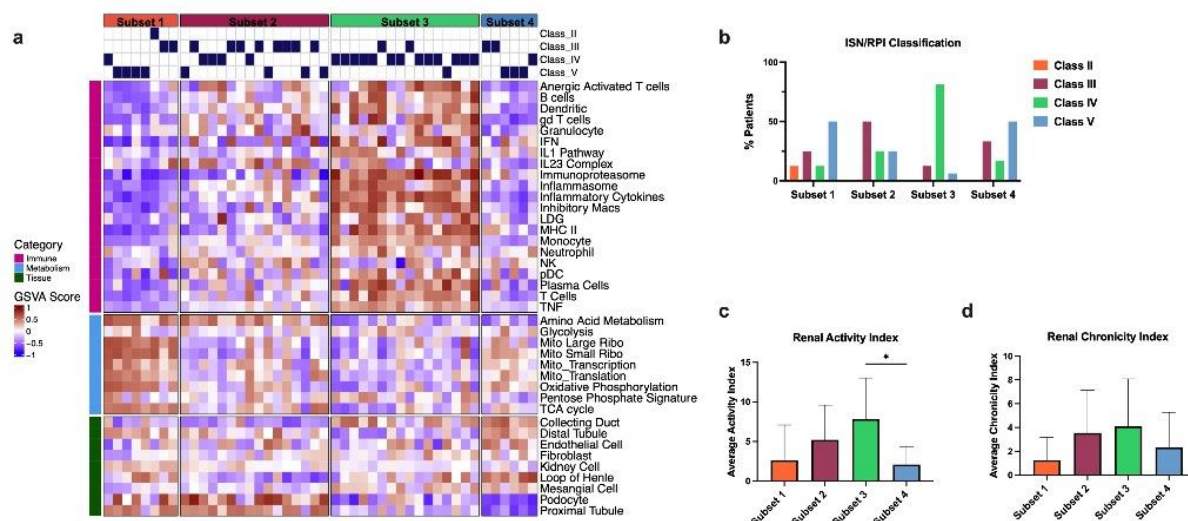 a
Subset 1 Subset 2 Subset 3 Subset 4
Class_II
Class_III
Class_IV
Class_V
Anergic Activated T cells
B cells
Dendritic
gd T cells
Granulocyte
IFN
IL1 Pathway
IL23 Complex
Immunoproteasome
Inflammasome
Inflammatory Cytokines
Inhibitory Macs
LDG
MHC II
Monocyte
Neutrophil
NK
pDC
Plasma Cells
T Cells
TNF
Amino Acid Metabolism
Glycolysis
Mito Large Ribo
Mito Small Ribo
Mito_Transcription
Mito_Translation
Oxidative Phosphorylation
Pentose Phosphate Signature
TCA cycle
Collecting Duct
Distal Tubule
Endothelial Cell
Fibroblast
Kidney Cell
Loop of Henle
Mesangial Cell
Podocyte
Proximal Tubule
Category
Immune
Metabolism
Tissue
GSVA Score
1
0.5
0
-0.5
-1
b
ISN/RPI Classification
% Patients
100
50
0
Subset 1 Subset 2 Subset 3 Subset 4
Class II
Class III
Class IV
Class V
c
Renal Activity Index
Average Activity Index
15
10
5
0
*
Subset 1 Subset 2 Subset 3 Subset 4
d
Renal Chronicity Index
Average Chronicity Index
10
8
6
4
2
0
Subset 1 Subset 2 Subset 3 Subset 4